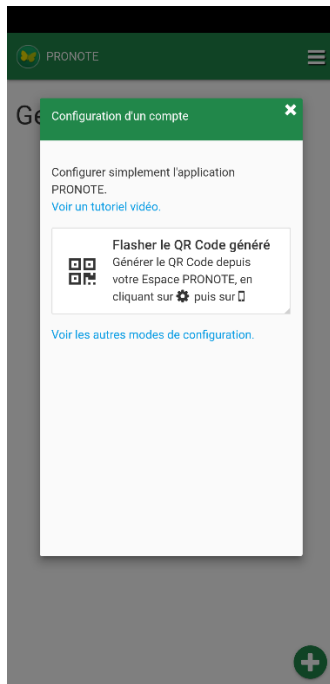 PRONOTE
Ge
Configuration d'un compte
Configurer simplement l'application
PRONOTE.
Voir un tutoriel vidéo.
Flasher le QR Code généré
Générer le QR Code depuis
votre Espace PRONOTE, en
cliquant sur puis sur
Voir les autres modes de configuration.